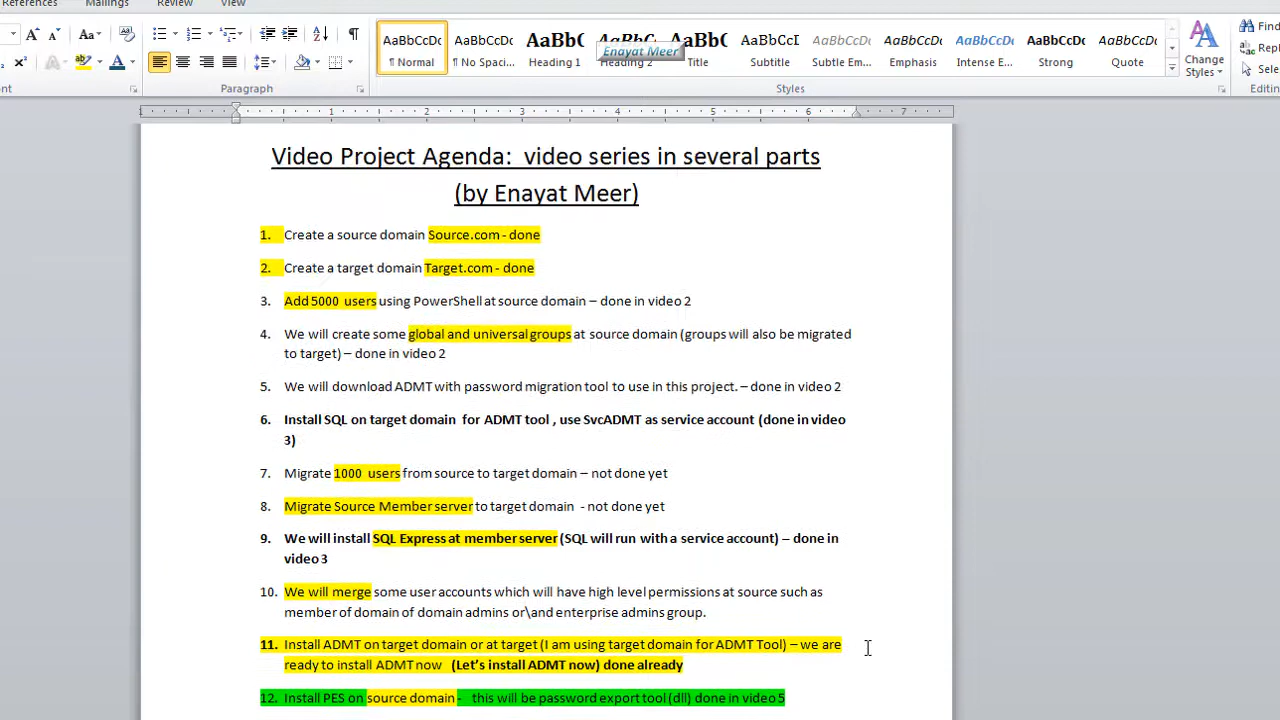 References Mailings Review View
A A Aa
AaBbCcDc AaBbCcDc AaBbC AaBbCc AaBbC AaBbCcI AaBbCcDc AaBbCcDc AaBbCcDc AaBbCcDc AaBbCcDc
Enayat Meer
¶ Normal ¶ No Spaci... Heading 1 Heading 2 Title Subtitle Subtle Em... Emphasis Intense E... Strong Quote
Change
Styles
Find
Repl
Sele
Paragraph Styles Editin
1 2 3 4 5 6 7
Video Project Agenda: video series in several parts
(by Enayat Meer)
1. Create a source domain Source.com - done
2. Create a target domain Target.com - done
3. Add 5000 users using PowerShell at source domain – done in video 2
4. We will create some global and universal groups at source domain (groups will also be migrated
to target) – done in video 2
5. We will download ADMT with password migration tool to use in this project. – done in video 2
6. Install SQL on target domain for ADMT tool , use SvcADMT as service account (done in video
3)
7. Migrate 1000 users from source to target domain – not done yet
8. Migrate Source Member server to target domain - not done yet
9. We will install SQL Express at member server (SQL will run with a service account) – done in
video 3
10. We will merge some user accounts which will have high level permissions at source such as
member of domain of domain admins or\and enterprise admins group.
11. Install ADMT on target domain or at target (I am using target domain for ADMT Tool) – we are
ready to install ADMT now (Let's install ADMT now) done already
12. Install PES on source domain - this will be password export tool (dll) done in video 5